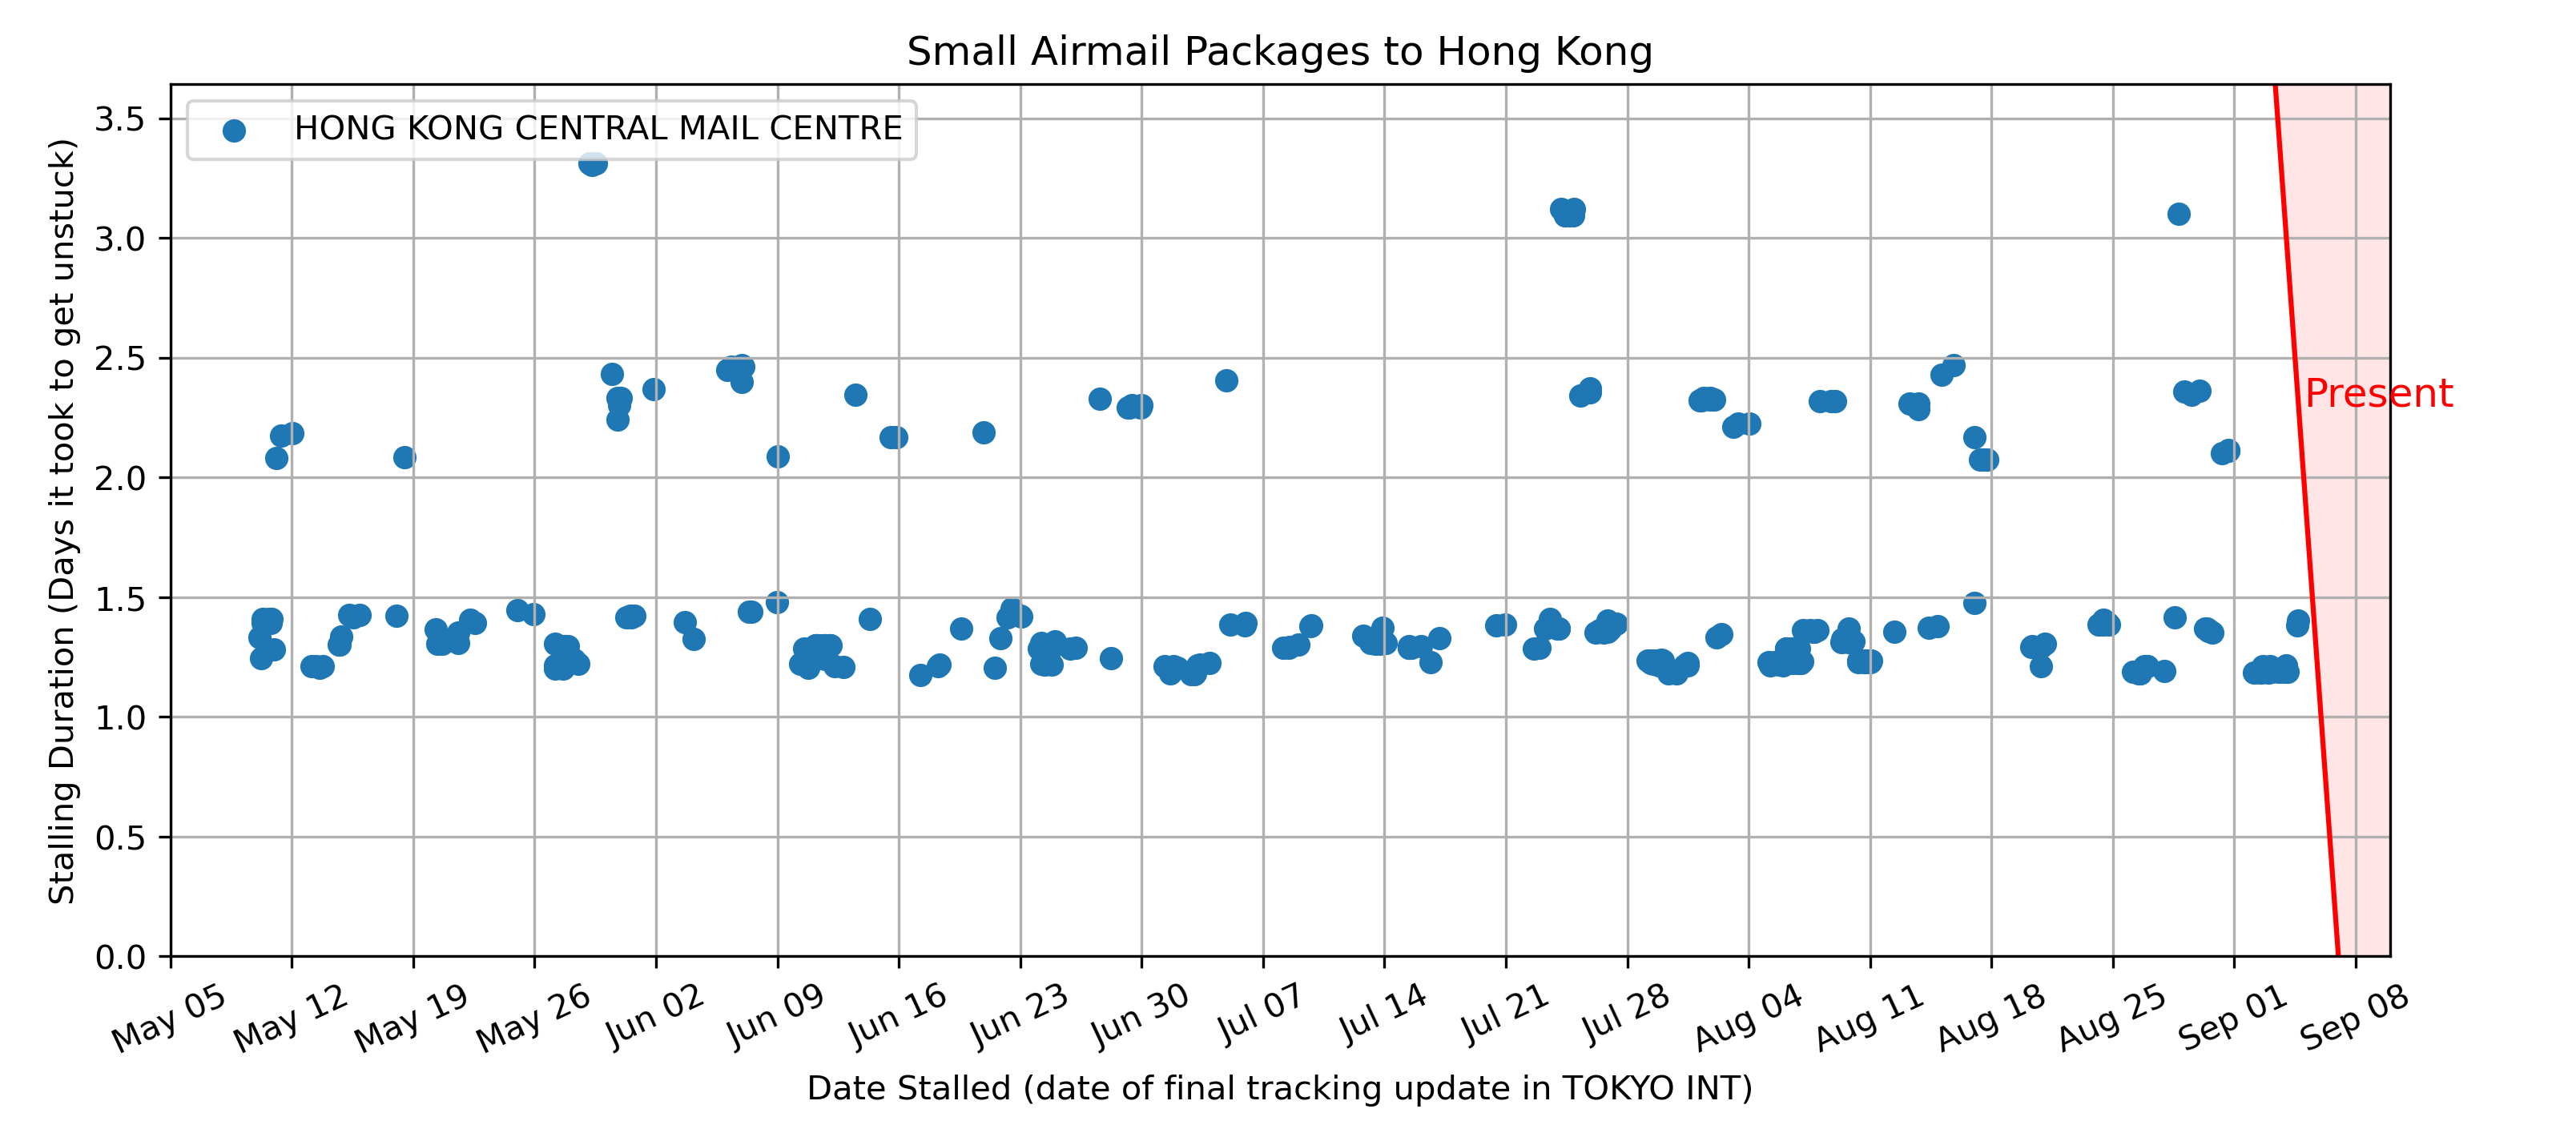 Small Airmail Packages to Hong Kong
HONG KONG CENTRAL MAIL CENTRE
Stalling Duration (Days it took to get unstuck)
3.5
3.0
2.5
2.0
1.5
1.0
0.5
0.0
Present
May 05
May 12
May 19
May 26
Jun 02
Jun 09
Jun 16
Jun 23
Jun 30
Jul 07
Jul 14
Jul 21
Jul 28
Aug 04
Aug 11
Aug 18
Aug 25
Sep 01
Sep 08
Date Stalled (date of final tracking update in TOKYO INT)